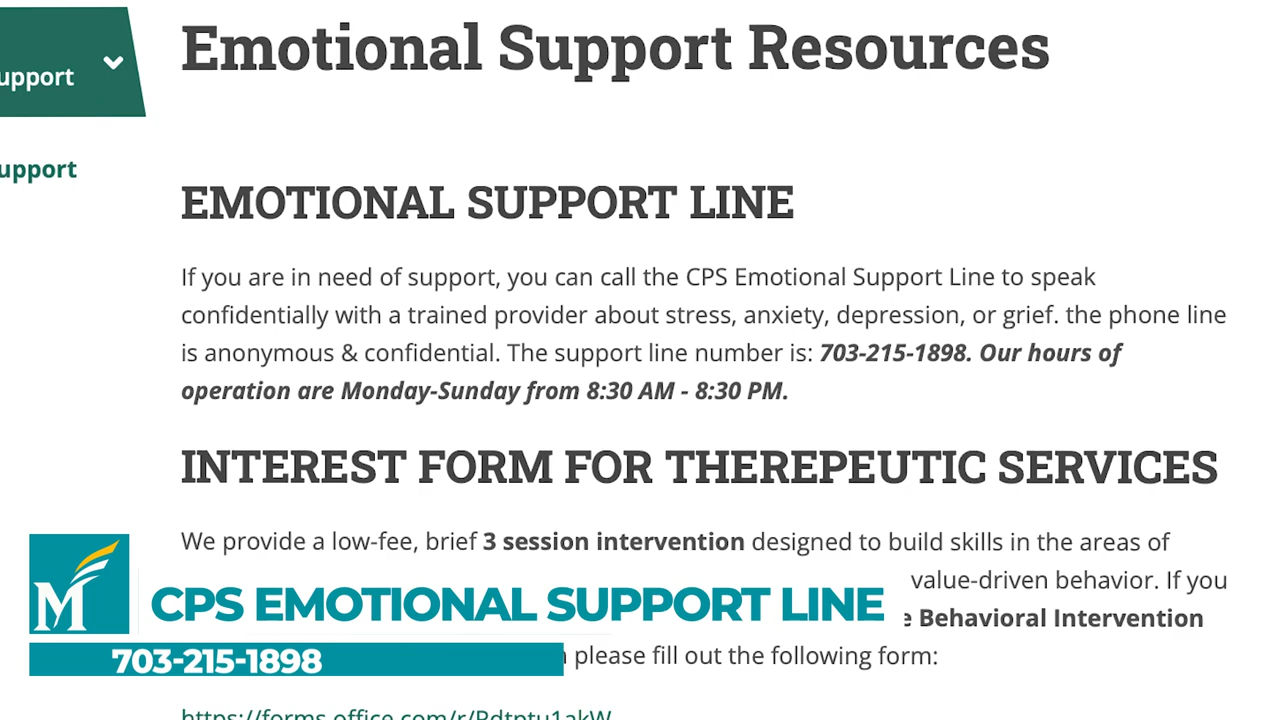 Emotional Support Resources
upport
upport
EMOTIONAL SUPPORT LINE
If you are in need of support, you can call the CPS Emotional Support Line to speak
confidentially with a trained provider about stress, anxiety, depression, or grief. the phone line
is anonymous & confidential. The support line number is: 703-215-1898. Our hours of
operation are Monday-Sunday from 8:30 AM - 8:30 PM.
INTEREST FORM FOR THEREPEUTIC SERVICES
We provide a low-fee, brief 3 session intervention designed to build skills in the areas of
value-driven behavior. If you
Behavioral Intervention
please fill out the following form:
M
CPS EMOTIONAL SUPPORT LINE
703-215-1898